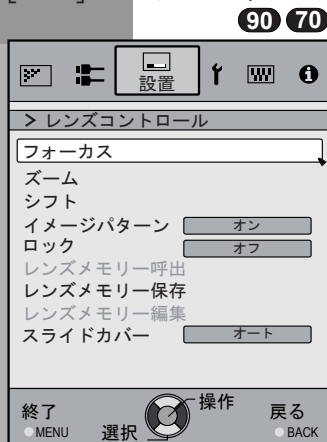 90 70
設置
> レンズコントロール
フォーカス
ズーム
シフト
イメージパターン オン
ロック オフ
レンズメモリー呼出
レンズメモリー保存
レンズメモリー編集
スライドカバー オート
終了 操作 戻る
MENU 選択 BACK